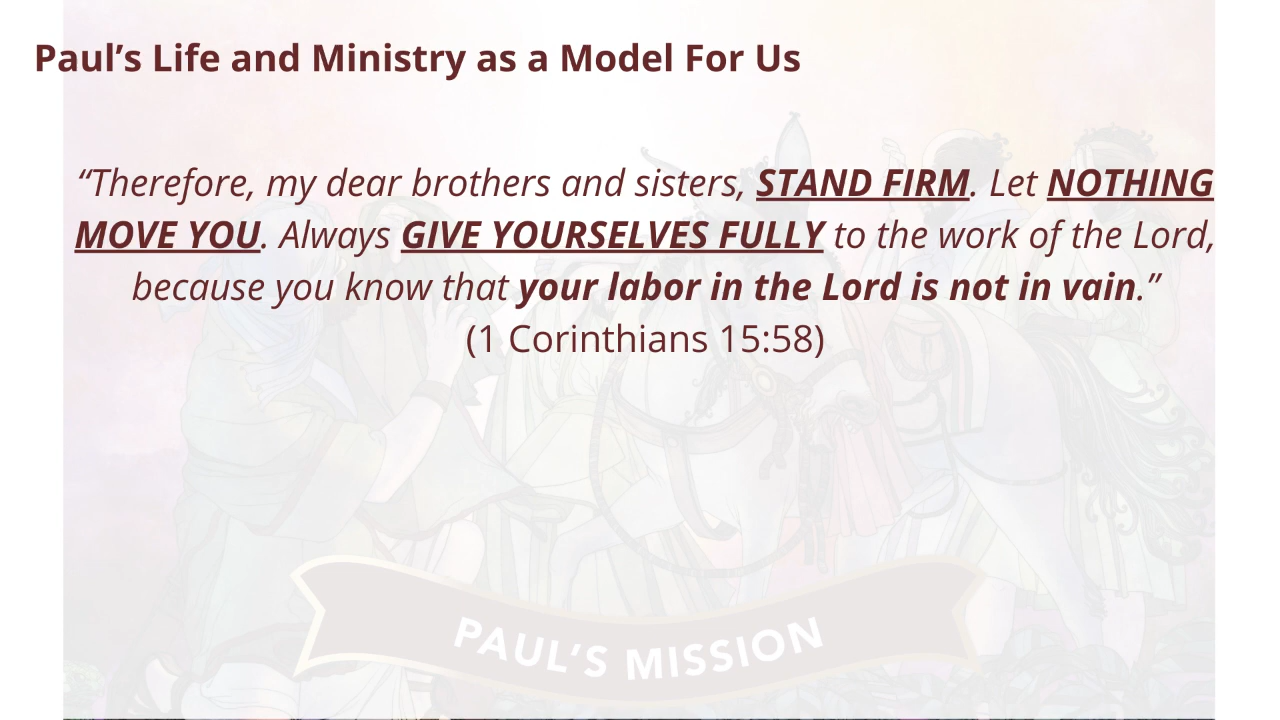 Paul’s Life and Ministry as a Model For Us
“Therefore, my dear brothers and sisters, STAND FIRM. Let NOTHING
MOVE YOU. Always GIVE YOURSELVES FULLY to the work of the Lord,
because you know that your labor in the Lord is not in vain.”
(1 Corinthians 15:58)
PAUL’S MISSION